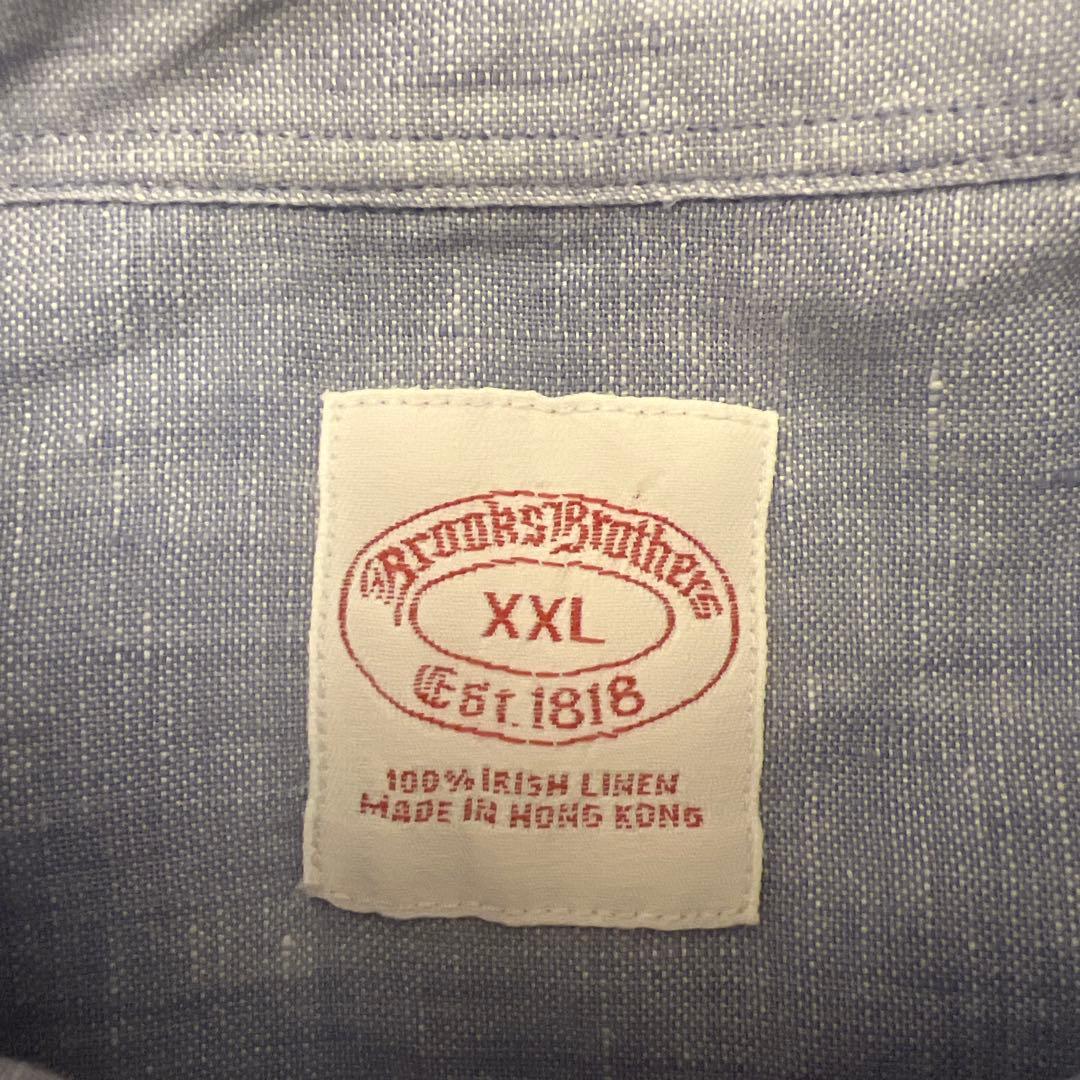 Brooks Brothers
XXL
Est. 1818
100% IRISH LINEN
MADE IN HONG KONG